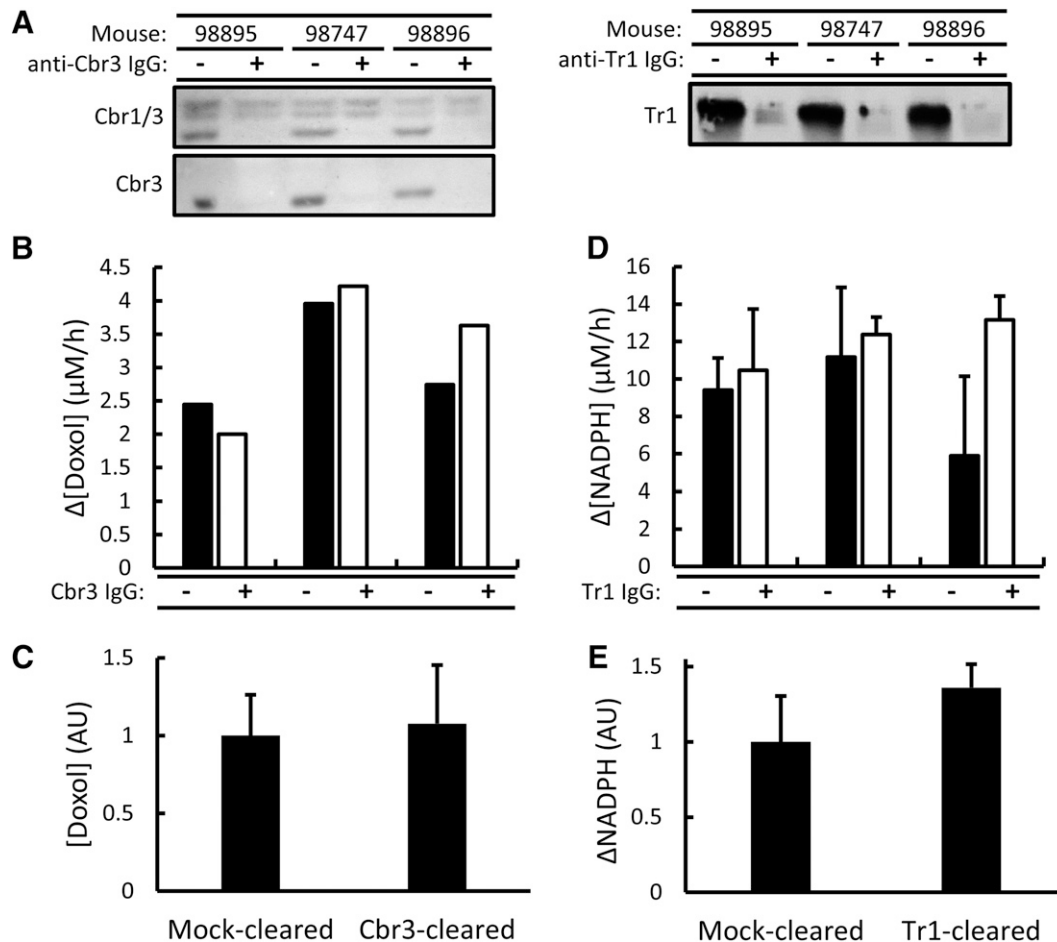 A
Mouse: 98895 98747 98896
anti-Cbr3 IgG: - + - + - +
Cbr1/3
Cbr3
Mouse: 98895 98747 98896
anti-Tr1 IgG: - + - + - +
Tr1
B
Δ[Doxol] (μM/h)
4.5
4
3.5
3
2.5
2
1.5
1
0.5
0
Cbr3 IgG: - + - + - +
D
Δ[NADPH] (μM/h)
16
14
12
10
8
6
4
2
0
Tr1 IgG: - + - + - +
C
[Doxol] (AU)
1.5
1
0.5
0
Mock-cleared Cbr3-cleared
E
ΔNADPH (AU)
1.5
1
0.5
0
Mock-cleared Tr1-cleared